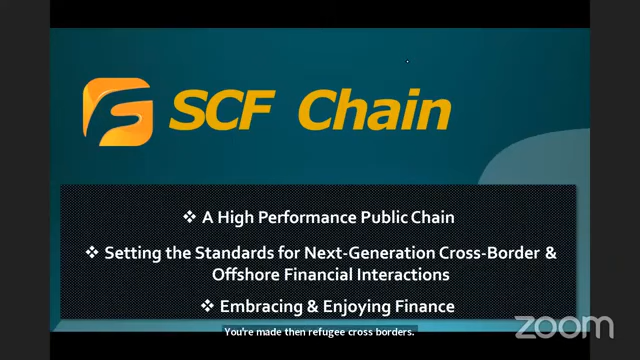 SCF Chain
❖ A High Performance Public Chain
❖ Setting the Standards for Next-Generation Cross-Border &
Offshore Financial Interactions
❖ Embracing & Enjoying Finance
You're made then refugee cross borders.
zoom